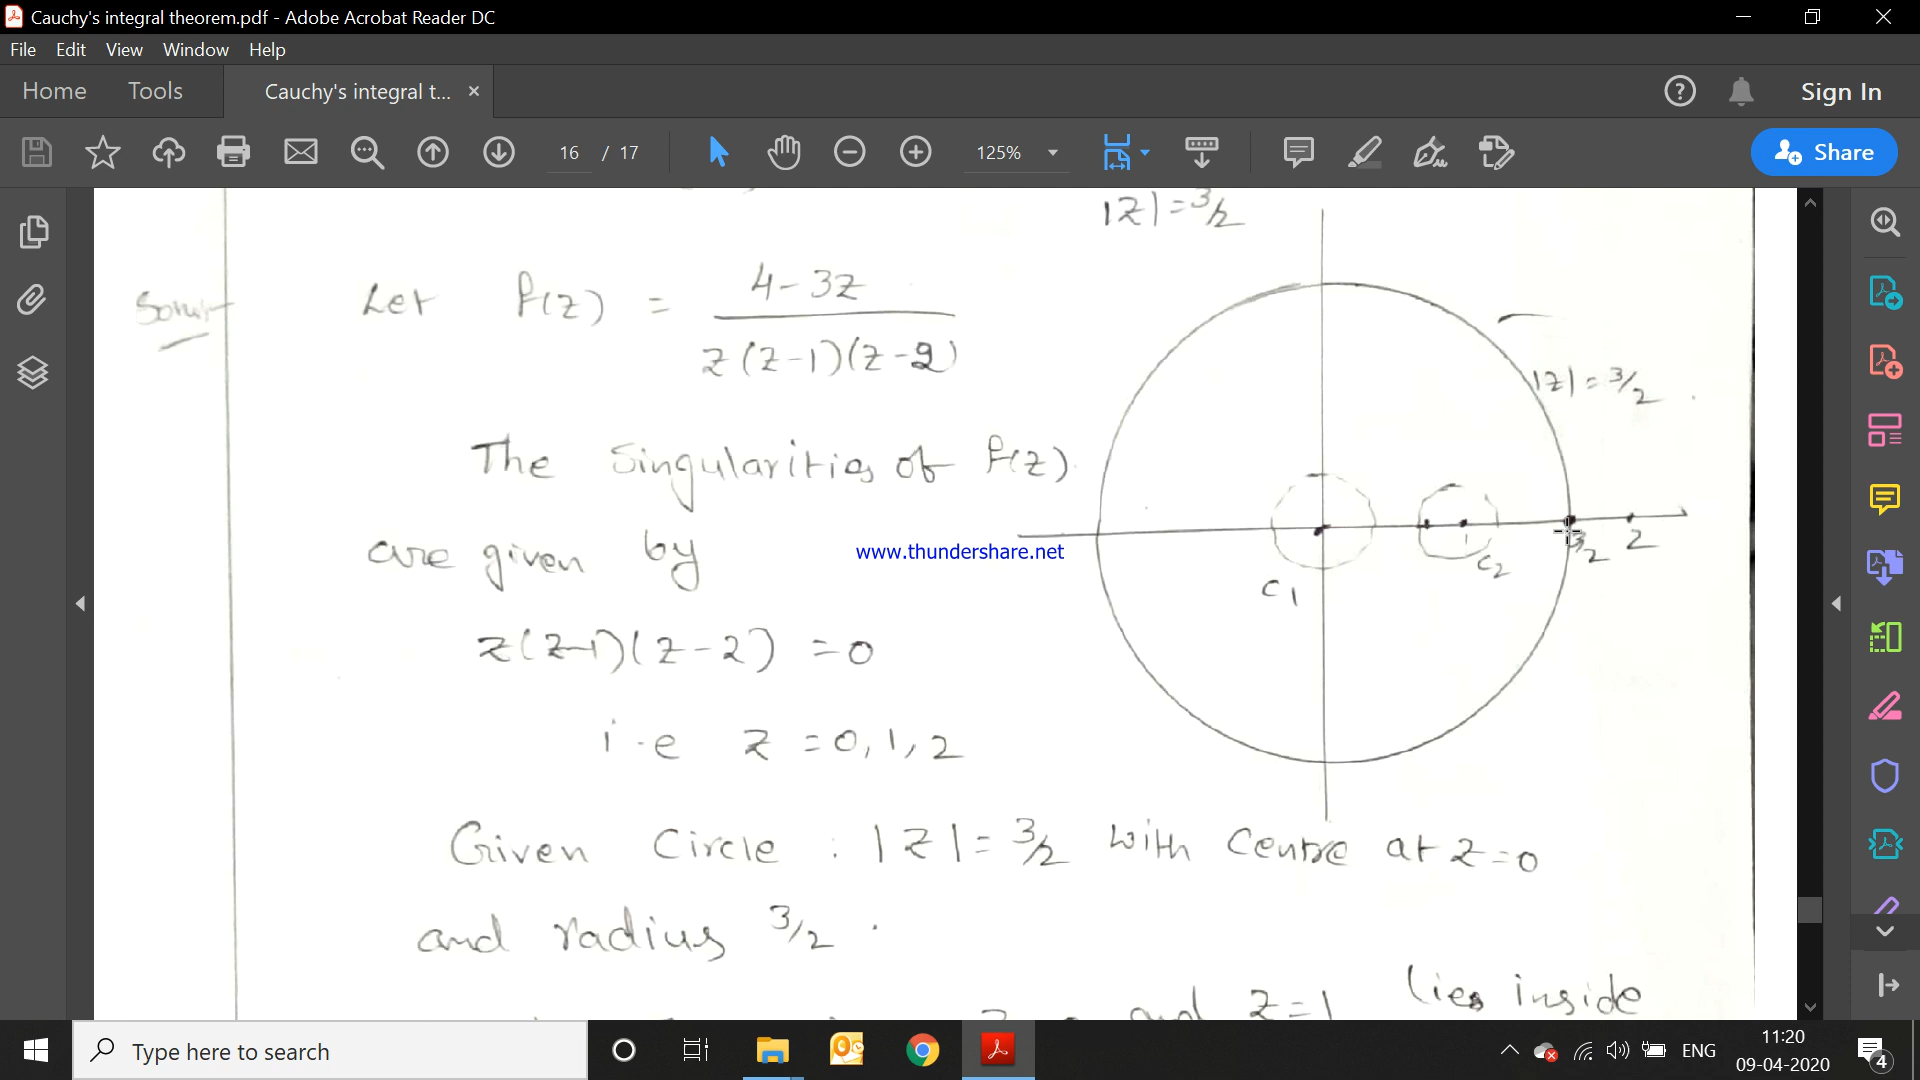 Cauchy's integral theorem.pdf - Adobe Acrobat Reader DC
File Edit View Window Help
Home Tools Cauchy's integral t... × Sign In
16 / 17 125% Share
|z| = 3/2
Soln
Let f(z) = 4-3z
z(z-1)(z-2)
|z| = 3/2
The Singularities of f(z)
are given by
www.thundershare.net
1 3/2 2
C1 C2
z(z-1)(z-2) = 0
i.e z = 0, 1, 2
Given Circle : |z| = 3/2 with Centre at z=0
and radius 3/2 .
and z=1 lies inside
Type here to search
ENG 11:20
09-04-2020 4